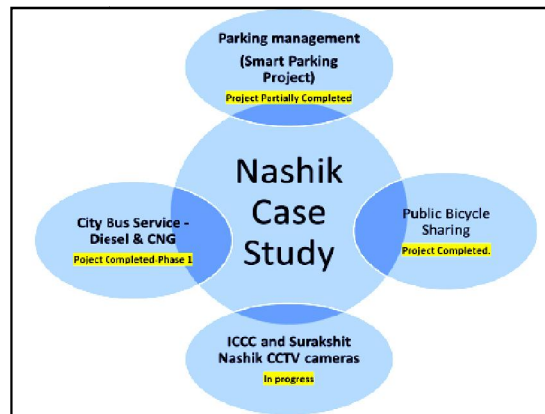 Parking management
(Smart Parking
Project)
Project Partially Completed
Nashik
Case
Study
City Bus Service -
Diesel & CNG
Poject Completed-Phase 1
Public Bicycle
Sharing
Project Completed.
ICCC and Surakshit
Nashik CCTV cameras
In progress